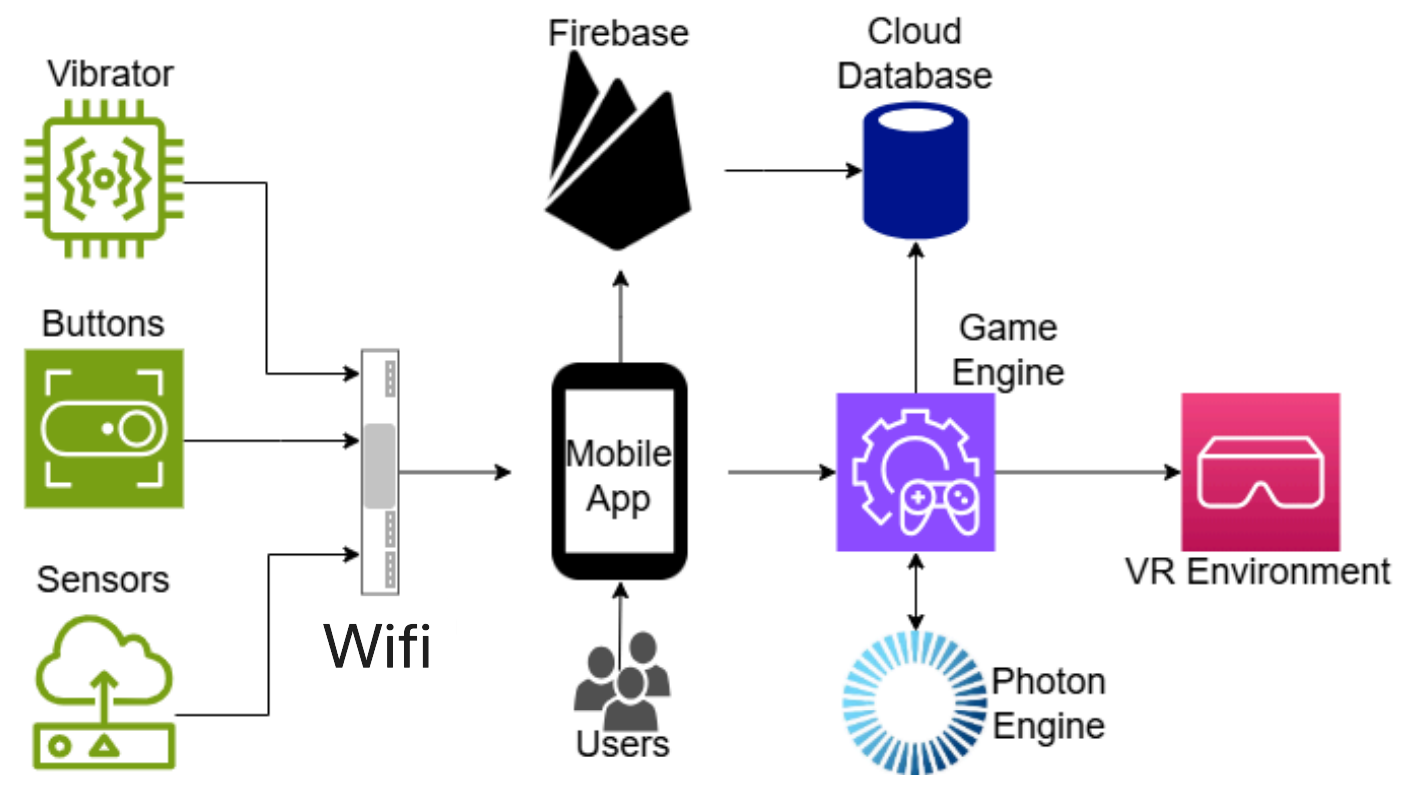 Firebase
Cloud
Database
Vibrator
Buttons
Game
Engine
Mobile
App
VR Environment
Sensors
Wifi
Photon
Engine
Users